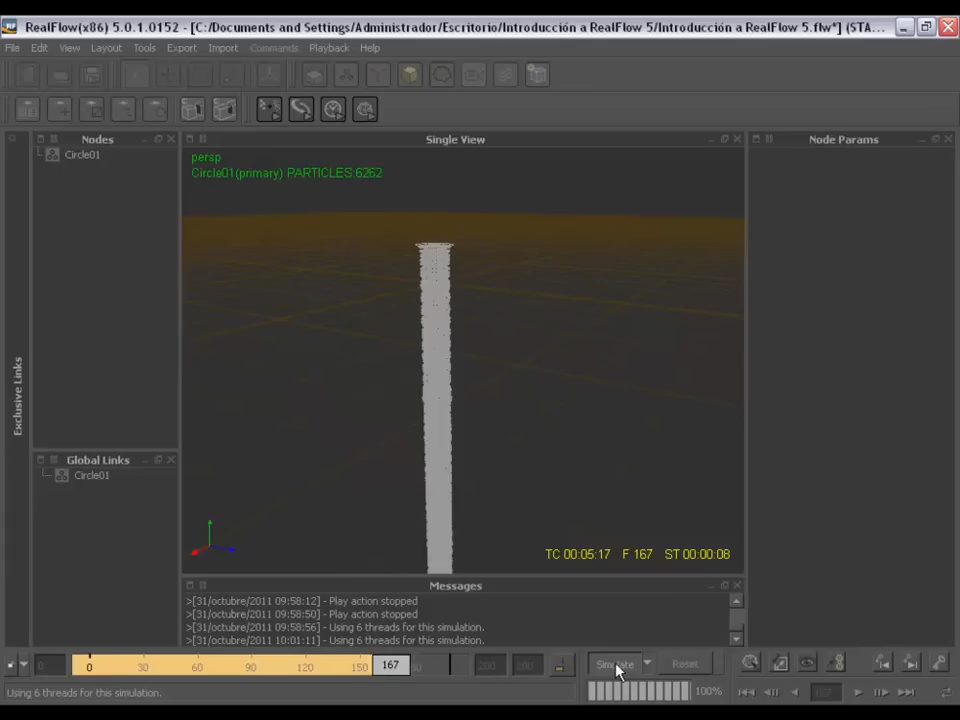 RealFlow(x86) 5.0.1.0152 - [C:/Documents and Settings/Administrador/Escritorio/Introducción a RealFlow 5/Introducción a RealFlow 5.flw*] (STA...
File Edit View Layout Tools Export Import Commands Playback Help
Nodes
Single View
Node Params
Circle01
persp
Circle01(primary) PARTICLES:6262
Exclusive Links
Global Links
Circle01
TC 00:05:17 F 167 ST 00:00:08
Messages
>[31/octubre/2011 09:58:12] - Play action stopped
>[31/octubre/2011 09:58:50] - Play action stopped
>[31/octubre/2011 09:58:56] - Using 6 threads for this simulation.
>[31/octubre/2011 10:01:11] - Using 6 threads for this simulation.
0 0 30 60 90 120 150 167 200 200 Simulate Reset
Using 6 threads for this simulation. 100% 167